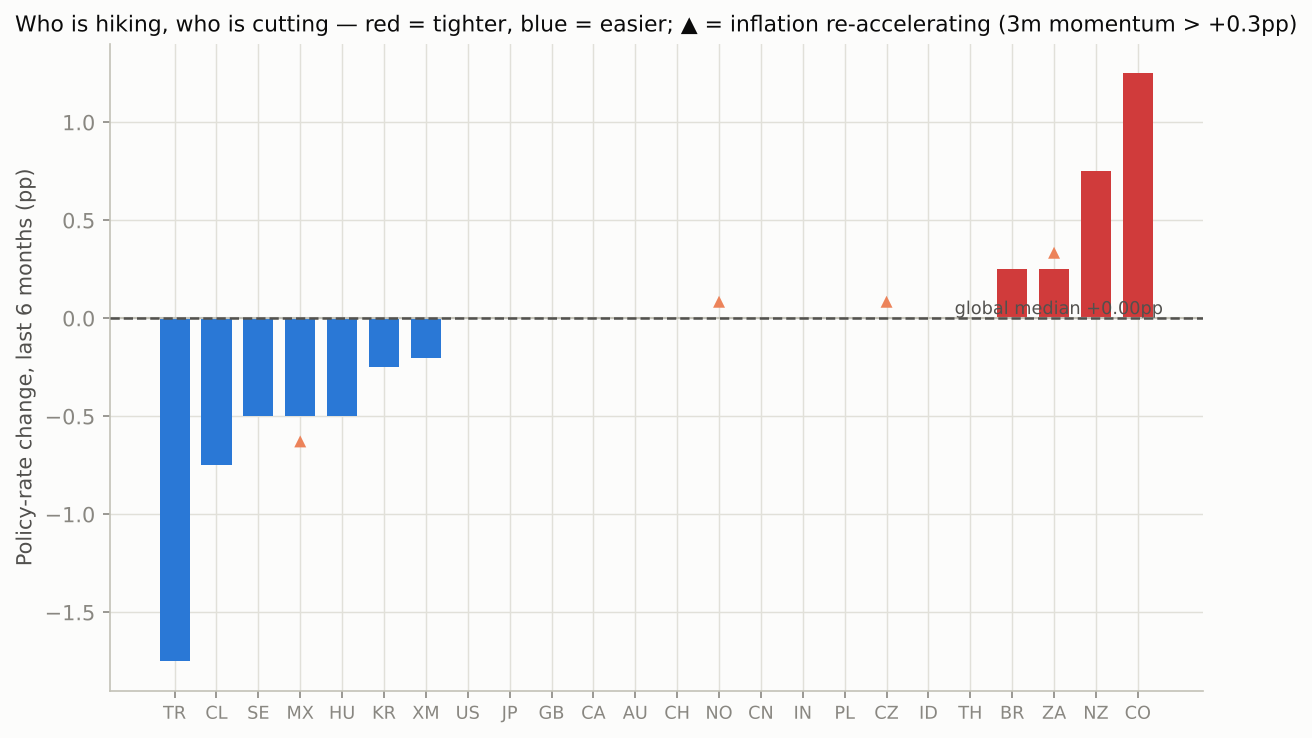 Who is hiking, who is cutting — red = tighter, blue = easier; ▲ = inflation re-accelerating (3m momentum > +0.3pp)
Policy-rate change, last 6 months (pp)
1.0
0.5
0.0
−0.5
−1.0
−1.5
global median +0.00pp
TR CL SE MX HU KR XM US JP GB CA AU CH NO CN IN PL CZ ID TH BR ZA NZ CO